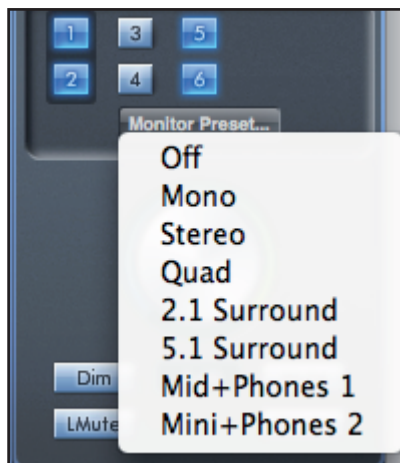 1 3 5
2 4 6
Monitor Preset...
Off
Mono
Stereo
Quad
2.1 Surround
5.1 Surround
Mid+Phones 1
Dim
Mini+Phones 2
LMute